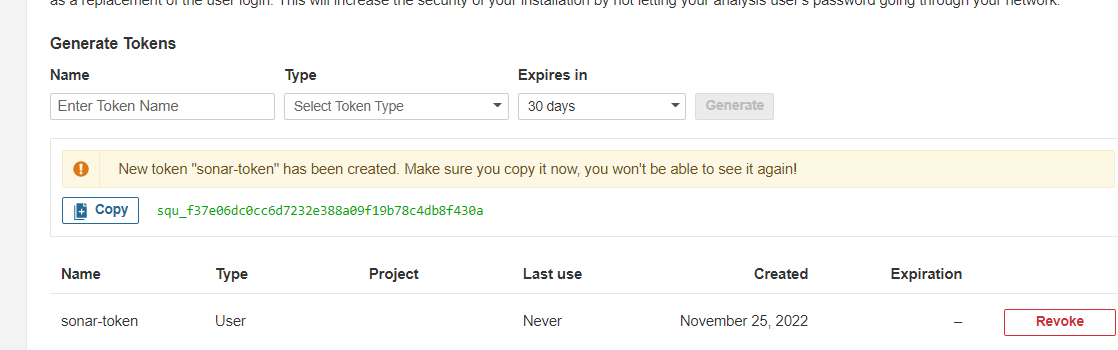 as a replacement of the user login. This will increase the security of your installation by not letting your analysis user's password going through your network.
Generate Tokens
Name Type Expires in
Enter Token Name Select Token Type 30 days Generate
New token "sonar-token" has been created. Make sure you copy it now, you won't be able to see it again!
Copy squ_f37e06dc0cc6d7232e388a09f19b78c4db8f430a
Name Type Project Last use Created Expiration
sonar-token User Never November 25, 2022 – Revoke